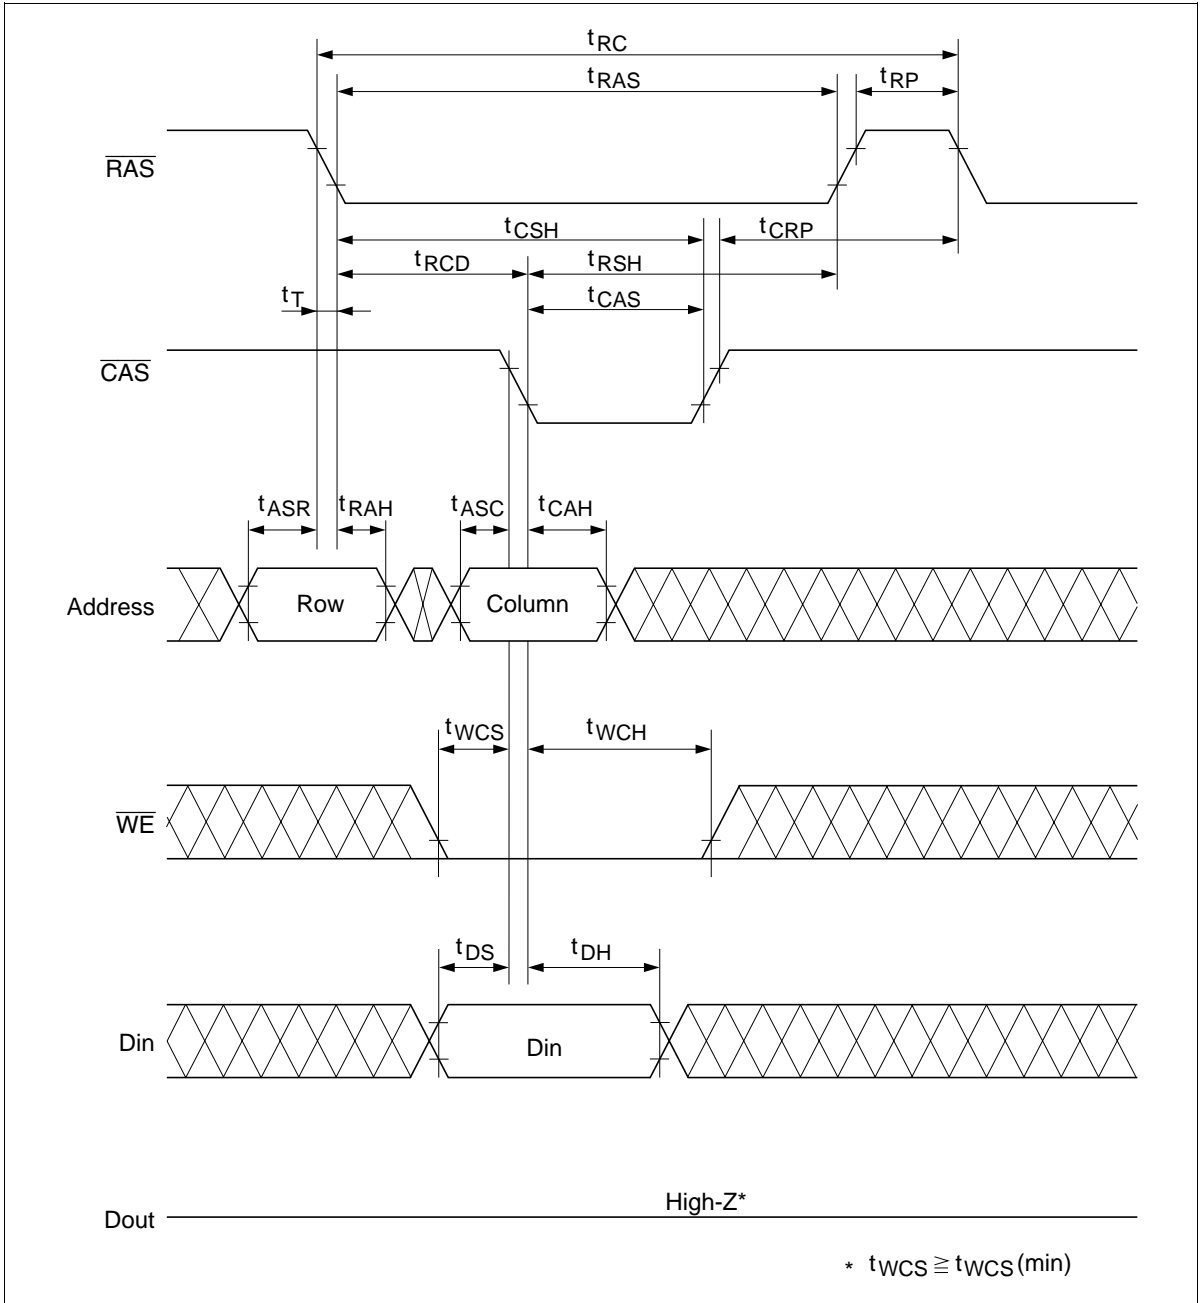 tRC
tRAS
tRP
RAS
tCSH
tCRP
tRCD
tRSH
tT
tCAS
CAS
tASR
tRAH
tASC
tCAH
Address
Row
Column
tWCS
tWCH
WE
tDS
tDH
Din
Din
High-Z*
Dout
* tWCS ≧ tWCS(min)